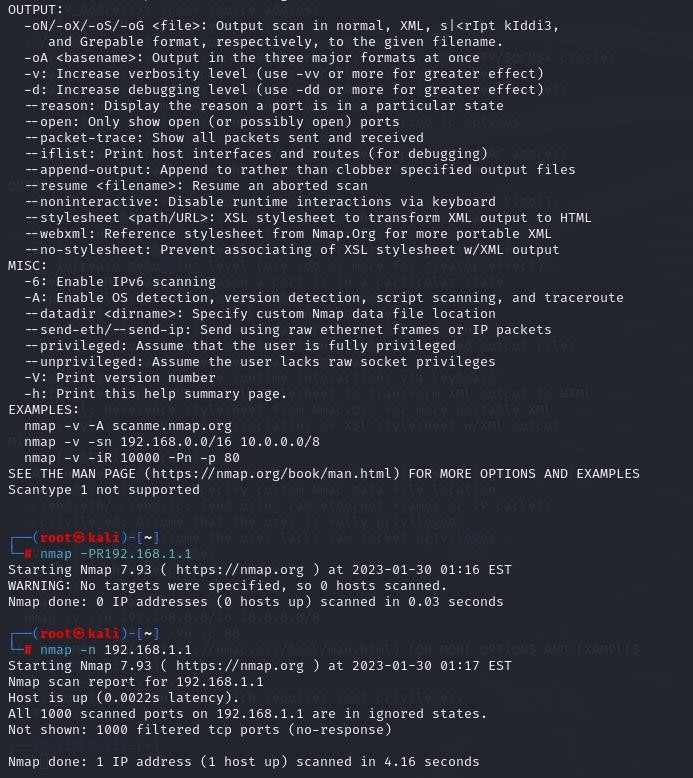 OUTPUT:
  -oN/-oX/-oS/-oG <file>: Output scan in normal, XML, s|<rIpt kIddi3,
     and Grepable format, respectively, to the given filename.
  -oA <basename>: Output in the three major formats at once
  -v: Increase verbosity level (use -vv or more for greater effect)
  -d: Increase debugging level (use -dd or more for greater effect)
  --reason: Display the reason a port is in a particular state
  --open: Only show open (or possibly open) ports
  --packet-trace: Show all packets sent and received
  --iflist: Print host interfaces and routes (for debugging)
  --append-output: Append to rather than clobber specified output files
  --resume <filename>: Resume an aborted scan
  --noninteractive: Disable runtime interactions via keyboard
  --stylesheet <path/URL>: XSL stylesheet to transform XML output to HTML
  --webxml: Reference stylesheet from Nmap.Org for more portable XML
  --no-stylesheet: Prevent associating of XSL stylesheet w/XML output
MISC:
  -6: Enable IPv6 scanning
  -A: Enable OS detection, version detection, script scanning, and traceroute
  --datadir <dirname>: Specify custom Nmap data file location
  --send-eth/--send-ip: Send using raw ethernet frames or IP packets
  --privileged: Assume that the user is fully privileged
  --unprivileged: Assume the user lacks raw socket privileges
  -V: Print version number
  -h: Print this help summary page.
EXAMPLES:
  nmap -v -A scanme.nmap.org
  nmap -v -sn 192.168.0.0/16 10.0.0.0/8
  nmap -v -iR 10000 -Pn -p 80
SEE THE MAN PAGE (https://nmap.org/book/man.html) FOR MORE OPTIONS AND EXAMPLES
Scantype 1 not supported
┌──(root㉿kali)-[~]
└─# nmap -PR192.168.1.1
Starting Nmap 7.93 ( https://nmap.org ) at 2023-01-30 01:16 EST
WARNING: No targets were specified, so 0 hosts scanned.
Nmap done: 0 IP addresses (0 hosts up) scanned in 0.03 seconds
┌──(root㉿kali)-[~]
└─# nmap -n 192.168.1.1
Starting Nmap 7.93 ( https://nmap.org ) at 2023-01-30 01:17 EST
Nmap scan report for 192.168.1.1
Host is up (0.0022s latency).
All 1000 scanned ports on 192.168.1.1 are in ignored states.
Not shown: 1000 filtered tcp ports (no-response)
Nmap done: 1 IP address (1 host up) scanned in 4.16 seconds